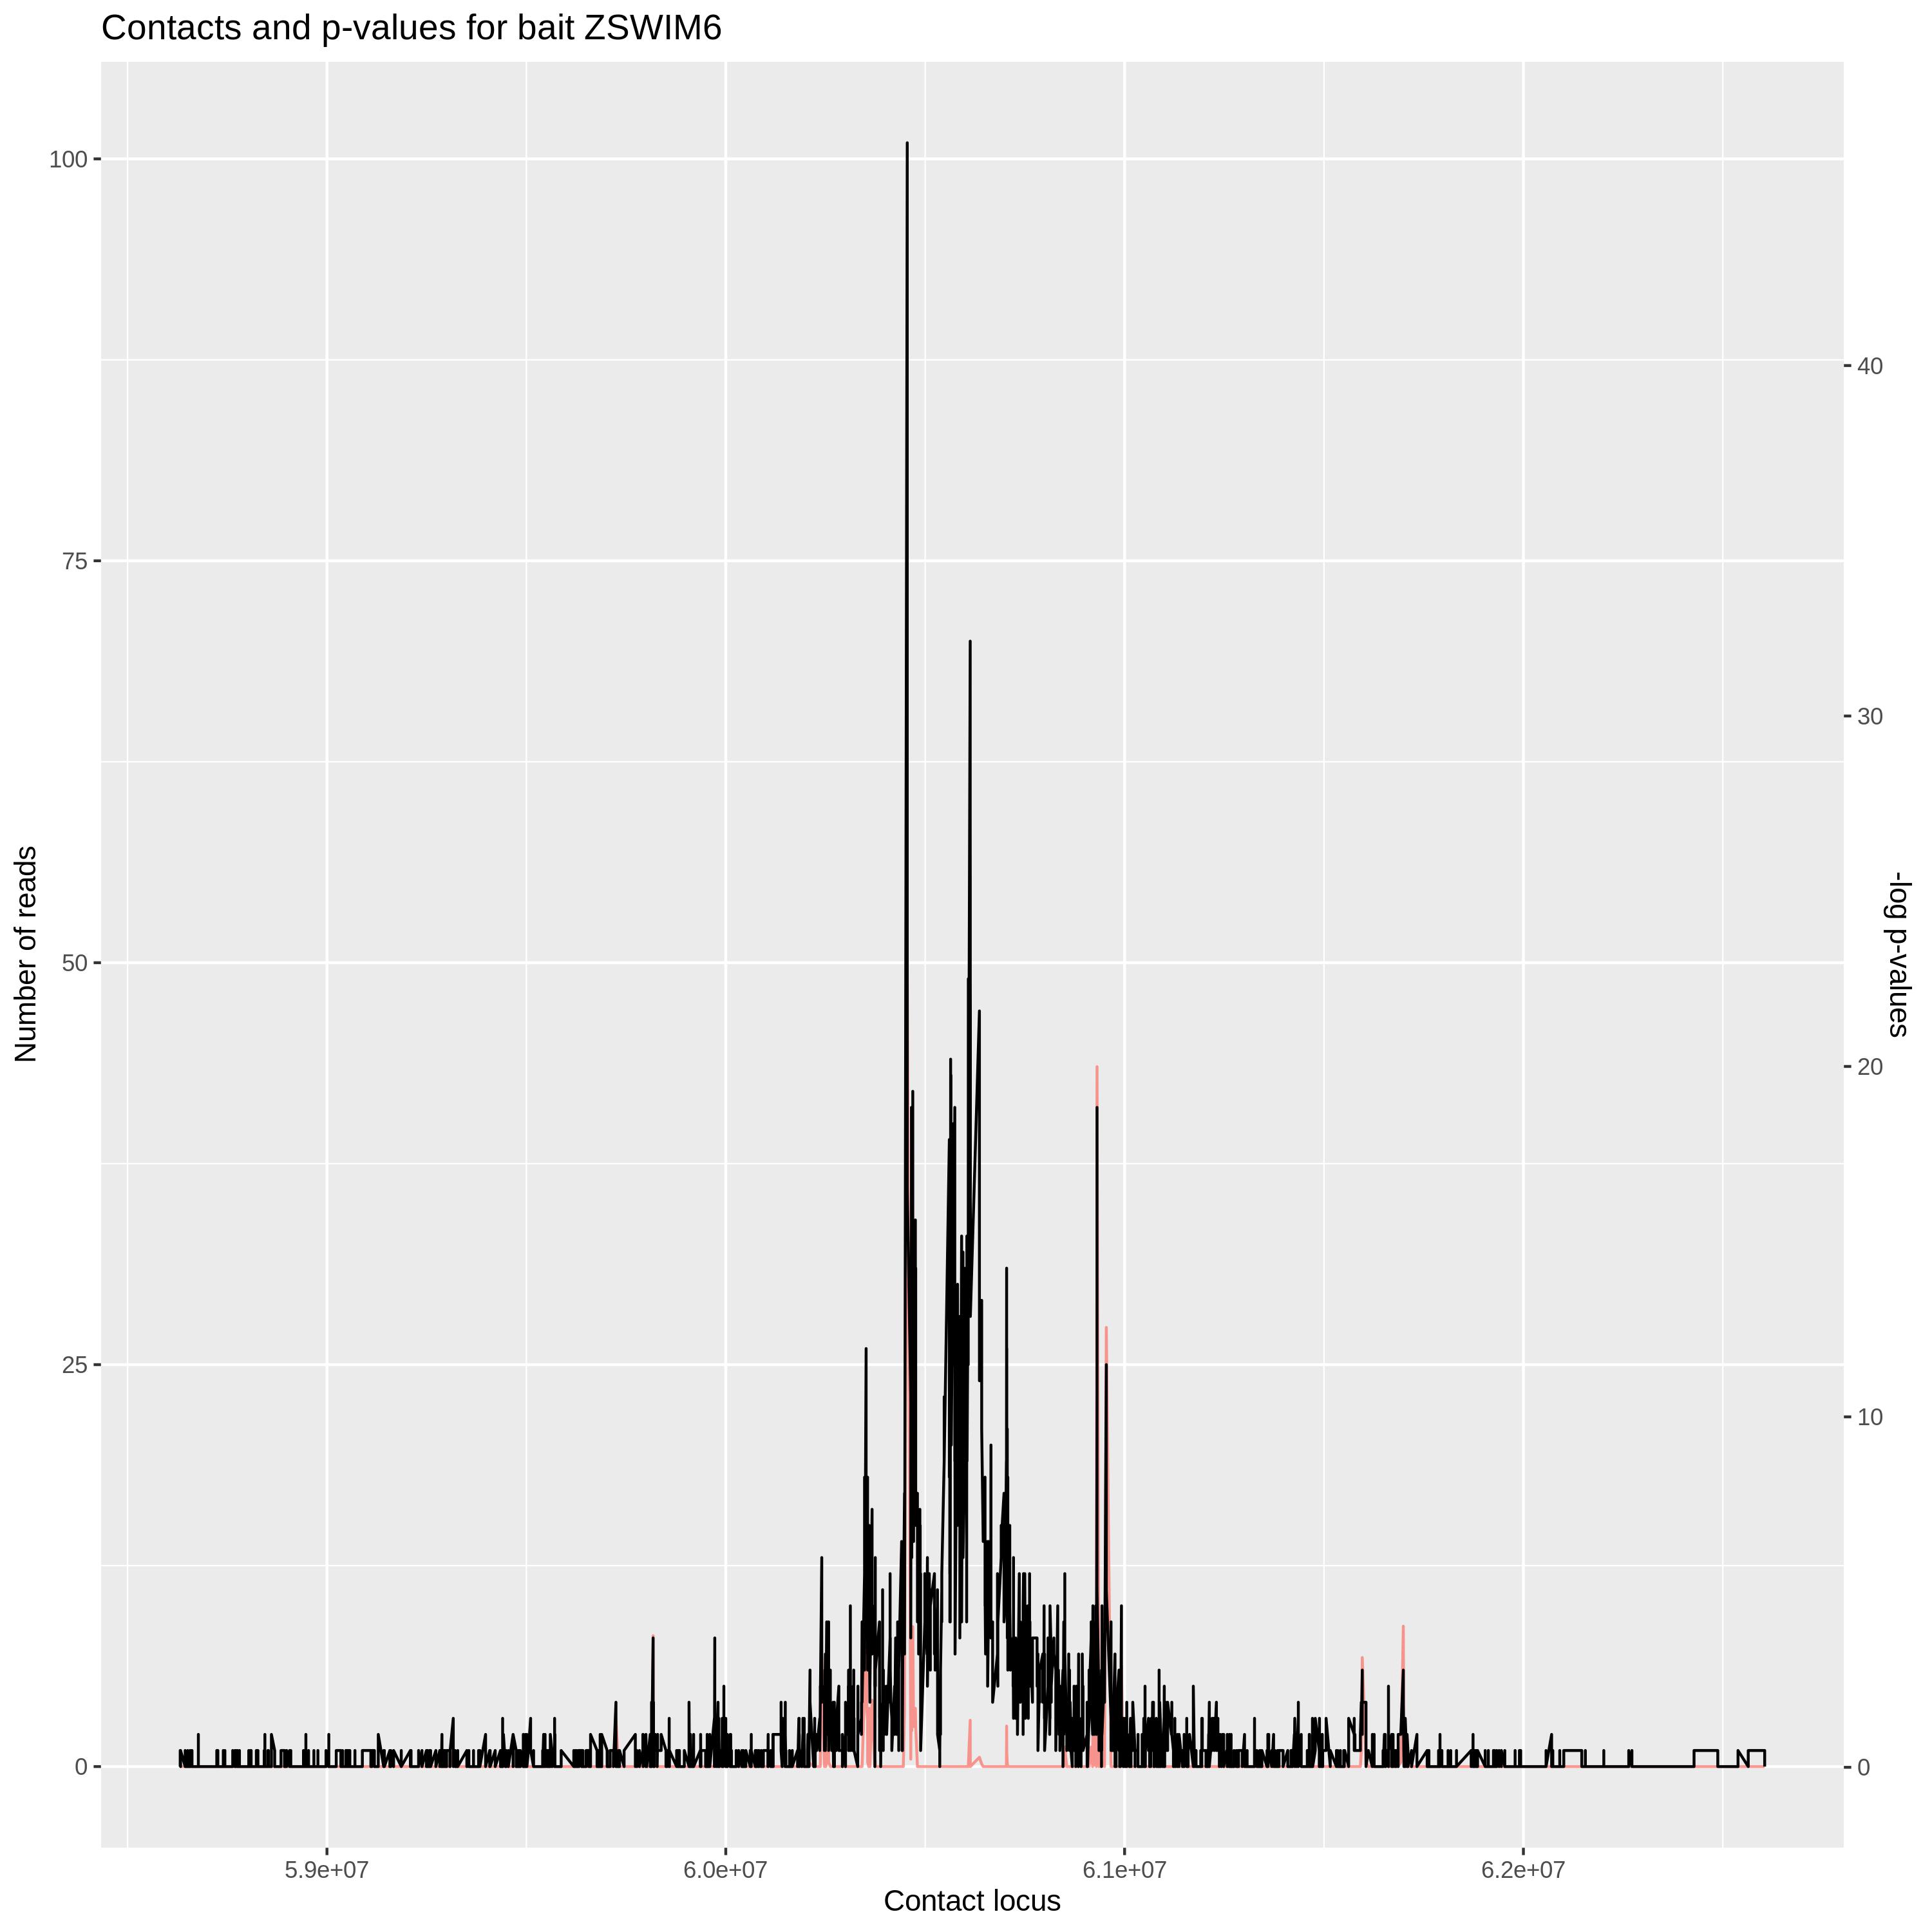 Contacts and p-values for bait ZSWIM6
100
75
50
25
0
Number of reads
40
30
20
10
0
-log p-values
5.9e+07 6.0e+07 6.1e+07 6.2e+07
Contact locus